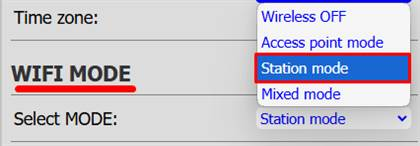 Time zone:
Wireless OFF
Access point mode
Station mode
Mixed mode
WIFI MODE
Select MODE:
Station mode